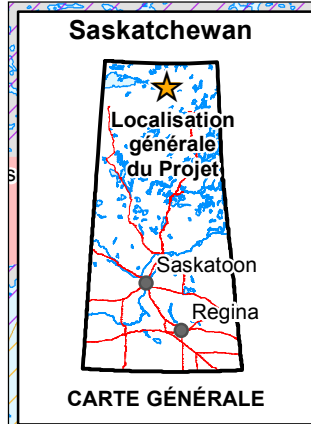 Saskatchewan
Localisation
générale
du Projet
Saskatoon
Regina
CARTE GÉNÉRALE
S